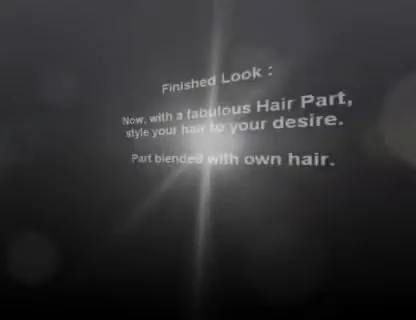 Finished Look :
Now, with a fabulous Hair Part,
style your hair to your desire.
Part blended with own hair.